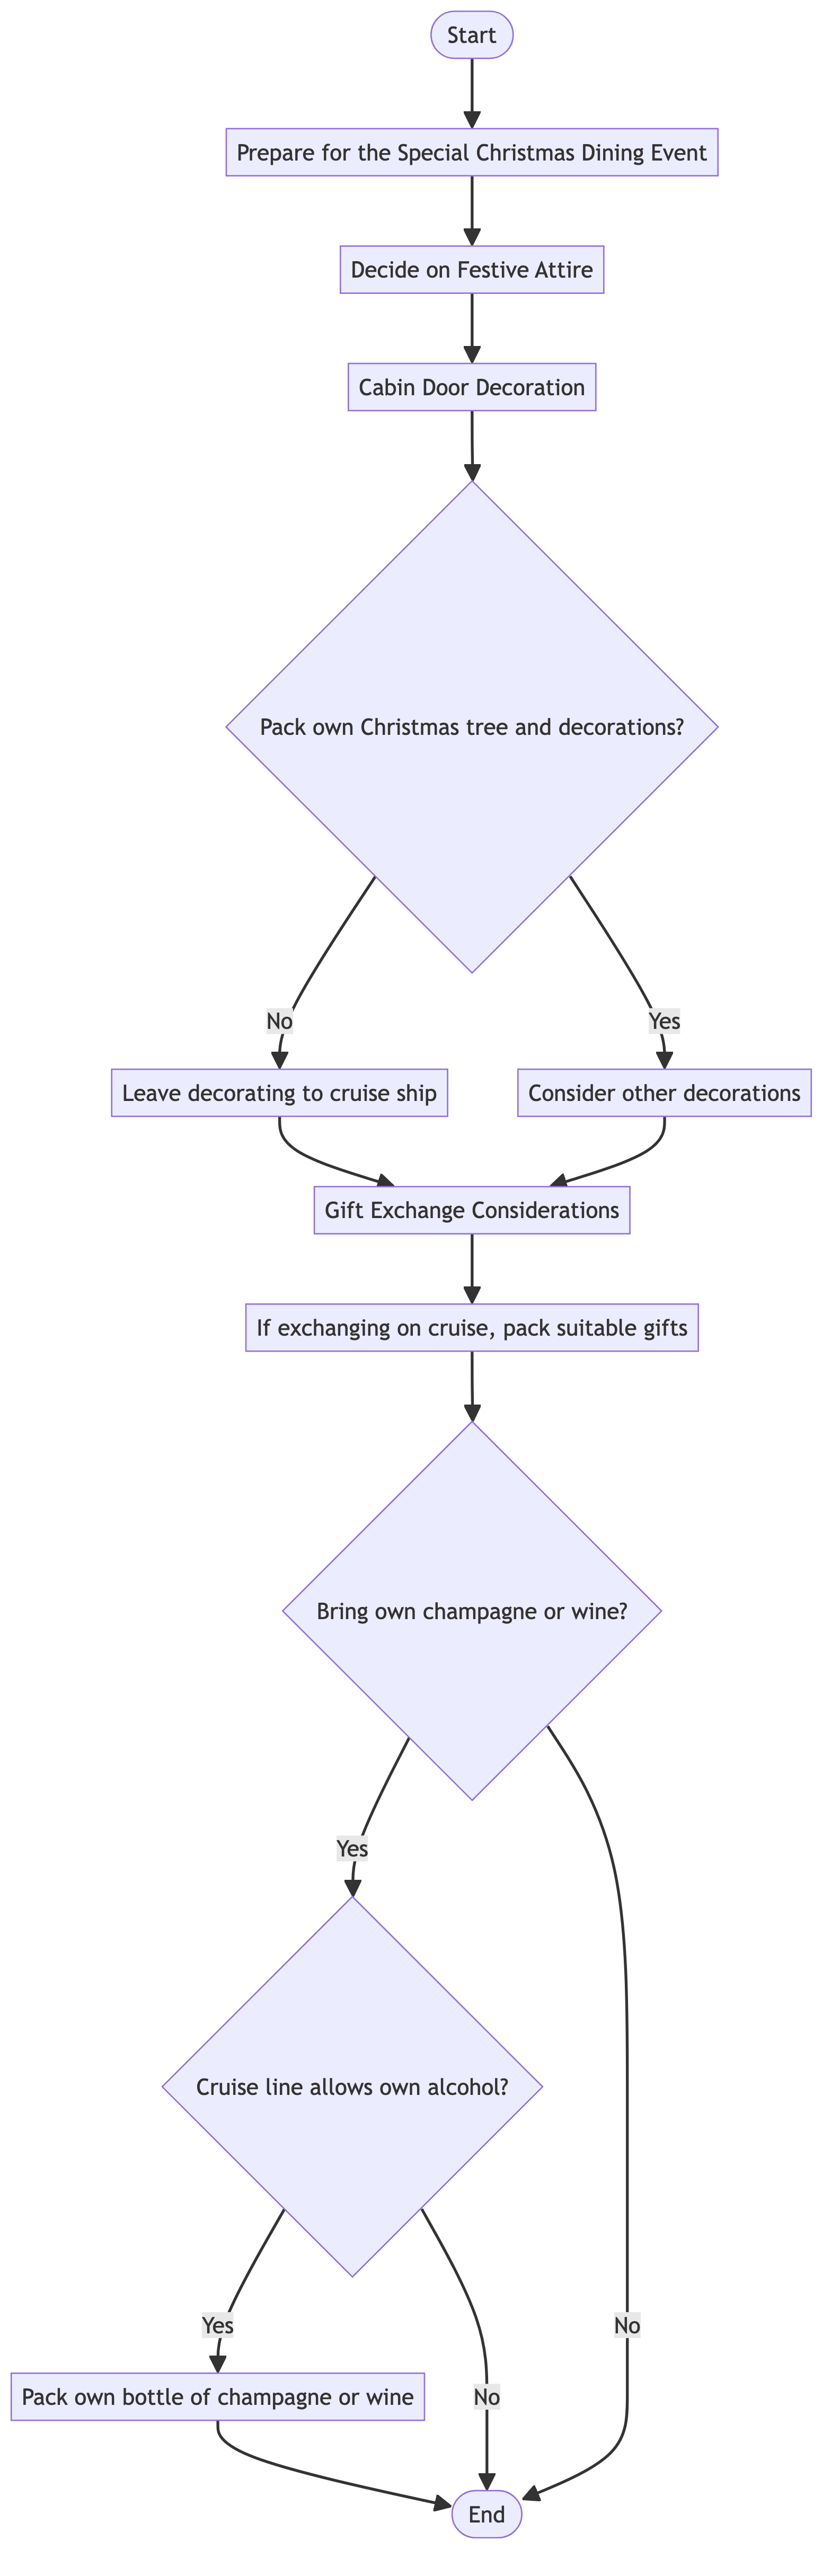 Start
Prepare for the Special Christmas Dining Event
Decide on Festive Attire
Cabin Door Decoration
Pack own Christmas tree and decorations?
No
Yes
Leave decorating to cruise ship
Consider other decorations
Gift Exchange Considerations
If exchanging on cruise, pack suitable gifts
Bring own champagne or wine?
Yes
Cruise line allows own alcohol?
Yes
No
Pack own bottle of champagne or wine
No
End